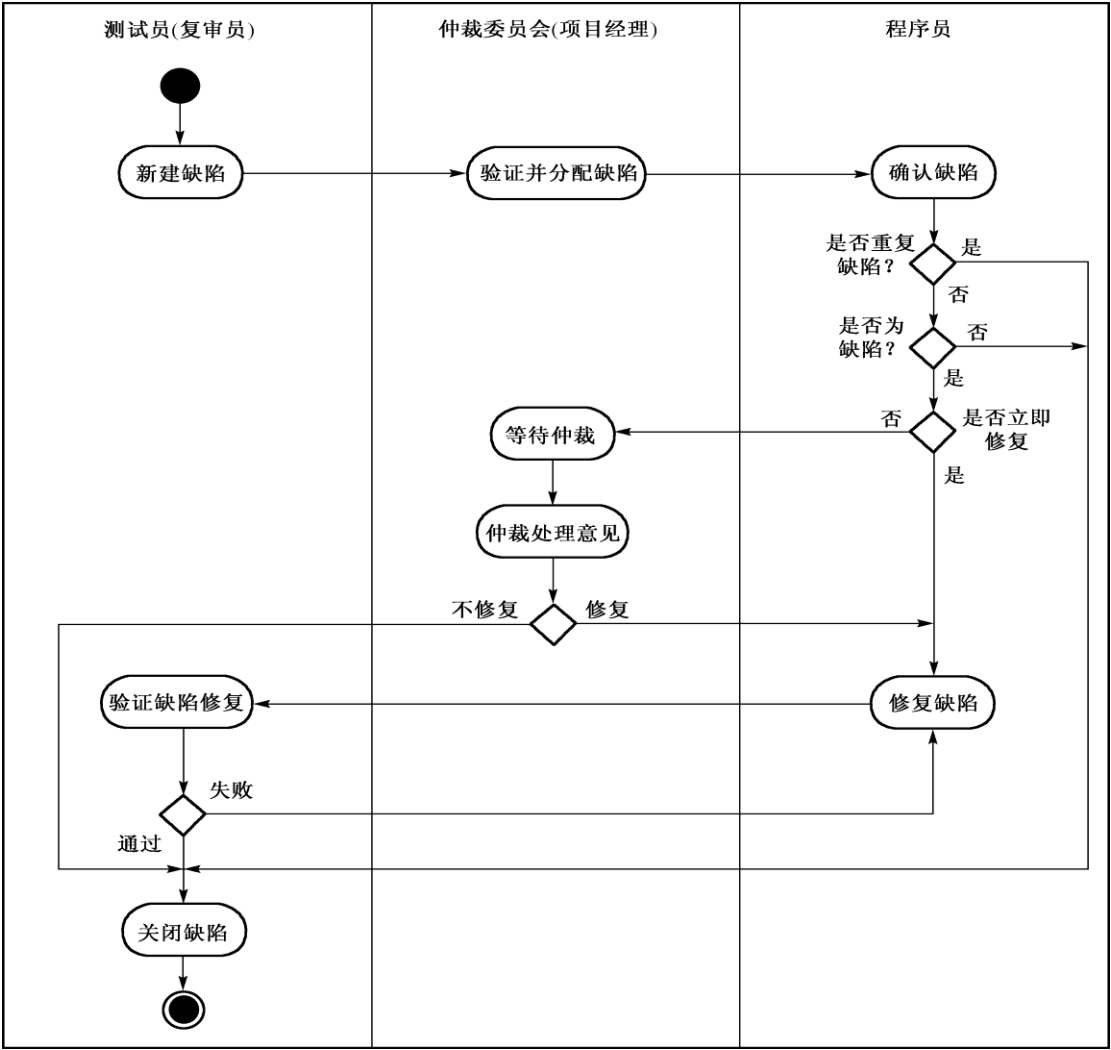 测试员(复审员)
仲裁委员会(项目经理)
程序员
新建缺陷
验证并分配缺陷
确认缺陷
是否重复
缺陷？
是
否
是否为
缺陷？
否
是
等待仲裁
否
是否立即
修复
是
仲裁处理意见
不修复
修复
验证缺陷修复
修复缺陷
失败
通过
关闭缺陷